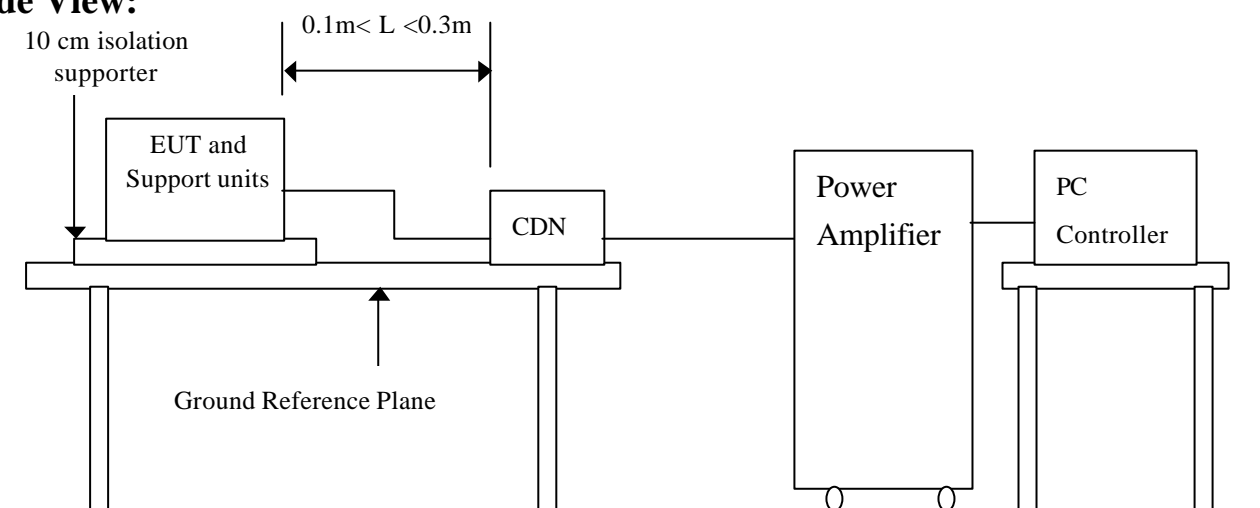 de View:
0.1m< L <0.3m
10 cm isolation
supporter
EUT and
Support units
CDN
Power
Amplifier
PC
Controller
Ground Reference Plane